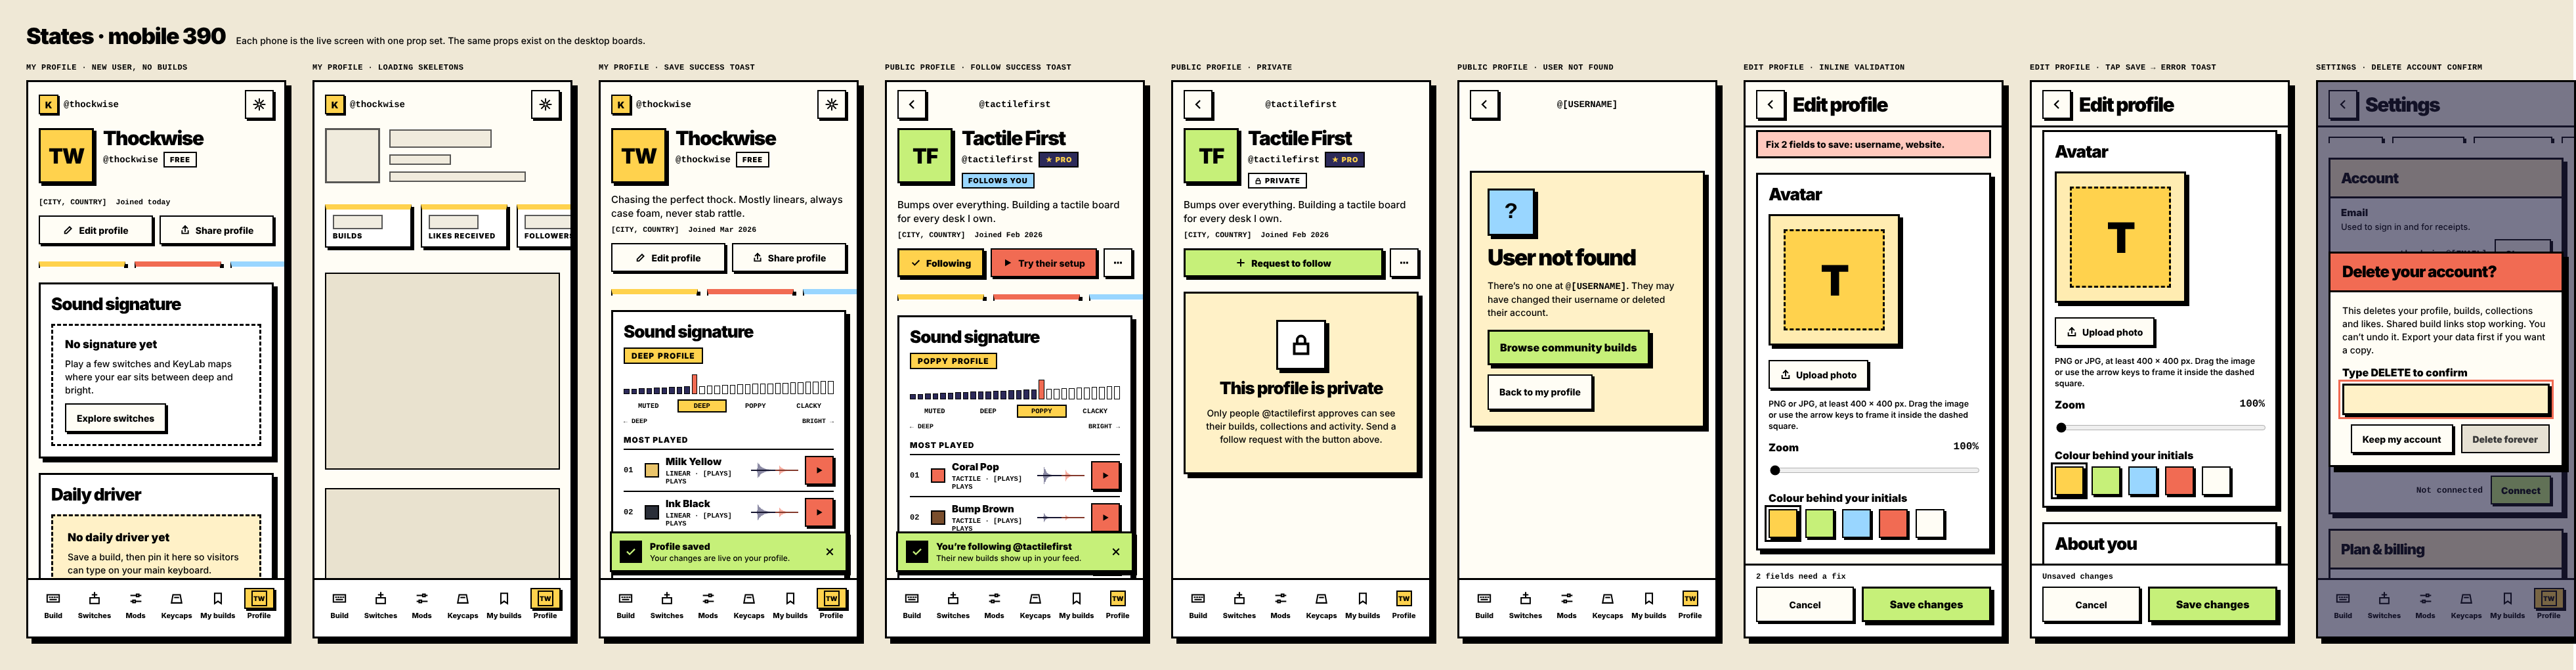 States · mobile 390 Each phone is the live screen with one prop set. The same props exist on the desktop boards.
MY PROFILE · NEW USER, NO BUILDS
K @thockwise
TW
Thockwise
@thockwise FREE
[CITY, COUNTRY] Joined today
Edit profile
Share profile
Sound signature
No signature yet
Play a few switches and KeyLab maps
where your ear sits between deep and
bright.
Explore switches
Daily driver
No daily driver yet
Save a build, then pin it here so visitors
can type on your main keyboard.
TW
Build Switches Mods Keycaps My builds Profile
MY PROFILE · LOADING SKELETONS
K @thockwise
BUILDS LIKES RECEIVED FOLLOWERS
TW
Build Switches Mods Keycaps My builds Profile
MY PROFILE · SAVE SUCCESS TOAST
K @thockwise
TW
Thockwise
@thockwise FREE
Chasing the perfect thock. Mostly linears, always
case foam, never stab rattle.
[CITY, COUNTRY] Joined Mar 2026
Edit profile
Share profile
Sound signature
DEEP PROFILE
MUTED DEEP POPPY CLACKY
← DEEP BRIGHT →
MOST PLAYED
01 Milk Yellow
LINEAR · [PLAYS]
PLAYS
02 Ink Black
LINEAR · [PLAYS]
PLAYS
Profile saved
Your changes are live on your profile.
TW
Build Switches Mods Keycaps My builds Profile
PUBLIC PROFILE · FOLLOW SUCCESS TOAST
@tactilefirst
TF
Tactile First
@tactilefirst ★ PRO
FOLLOWS YOU
Bumps over everything. Building a tactile board
for every desk I own.
[CITY, COUNTRY] Joined Feb 2026
Following
Try their setup
Sound signature
POPPY PROFILE
MUTED DEEP POPPY CLACKY
← DEEP BRIGHT →
MOST PLAYED
01 Coral Pop
TACTILE · [PLAYS]
PLAYS
02 Bump Brown
TACTILE · [PLAYS]
PLAYS
You're following @tactilefirst
Their new builds show up in your feed.
TW
Build Switches Mods Keycaps My builds Profile
PUBLIC PROFILE · PRIVATE
@tactilefirst
TF
Tactile First
@tactilefirst ★ PRO
PRIVATE
Bumps over everything. Building a tactile board
for every desk I own.
[CITY, COUNTRY] Joined Feb 2026
+ Request to follow
This profile is private
Only people @tactilefirst approves can see
their builds, collections and activity. Send a
follow request with the button above.
TW
Build Switches Mods Keycaps My builds Profile
PUBLIC PROFILE · USER NOT FOUND
@[USERNAME]
?
User not found
There's no one at @[USERNAME]. They may
have changed their username or deleted
their account.
Browse community builds
Back to my profile
TW
Build Switches Mods Keycaps My builds Profile
EDIT PROFILE · INLINE VALIDATION
Edit profile
Fix 2 fields to save: username, website.
Avatar
T
Upload photo
PNG or JPG, at least 400 × 400 px. Drag the image
or use the arrow keys to frame it inside the dashed
square.
Zoom 100%
Colour behind your initials
2 fields need a fix
Cancel
Save changes
EDIT PROFILE · TAP SAVE → ERROR TOAST
Edit profile
Avatar
T
Upload photo
PNG or JPG, at least 400 × 400 px. Drag the image
or use the arrow keys to frame it inside the dashed
square.
Zoom 100%
Colour behind your initials
About you
Unsaved changes
Cancel
Save changes
SETTINGS · DELETE ACCOUNT CONFIRM
Settings
Account
Email
Used to sign in and for receipts.
Delete your account?
This deletes your profile, builds, collections
and likes. Shared build links stop working. You
can't undo it. Export your data first if you want
a copy.
Type DELETE to confirm
Keep my account
Delete forever
Not connected Connect
Plan & billing
TW
Build Switches Mods Keycaps My builds Profile